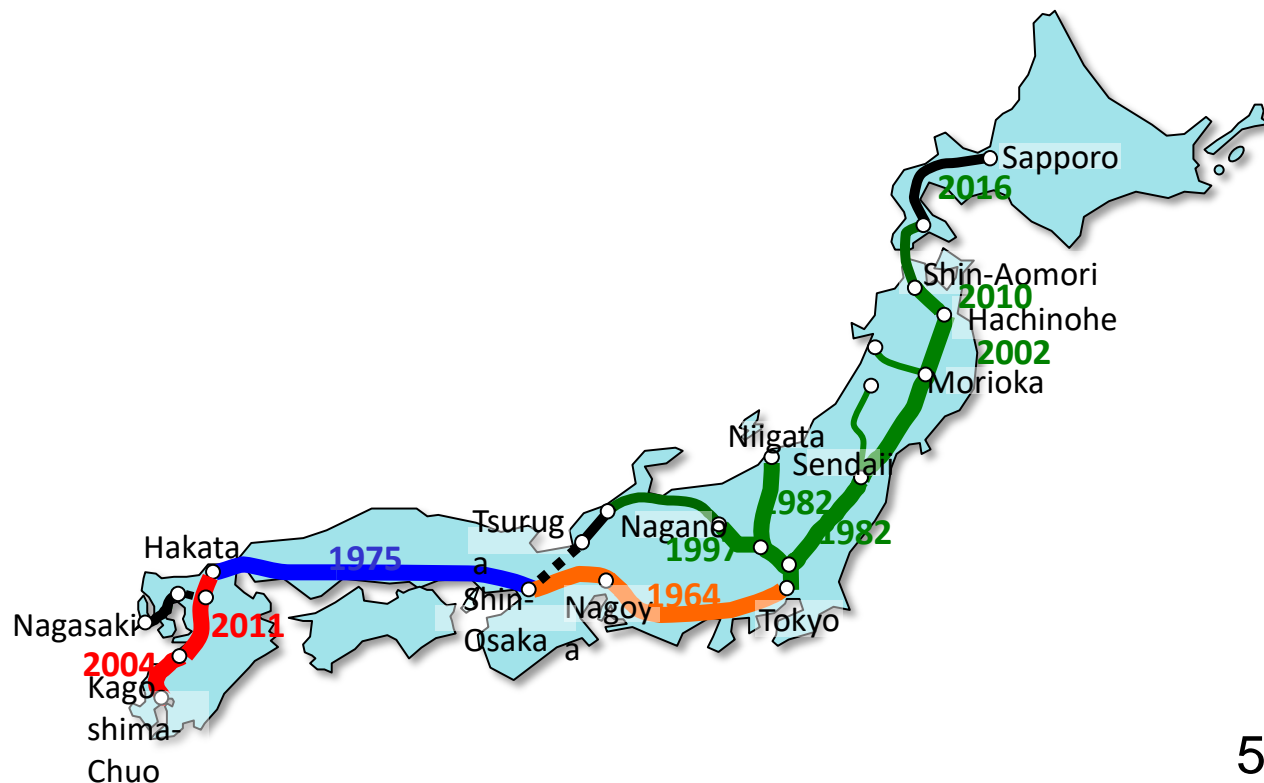 Sapporo
2016
Shin-Aomori
2010
Hachinohe
2002
Morioka
Niigata
Sendaii
1982
1982
Tsurug
a
Nagano
1997
Hakata
1975
Shin-
Osaka
Nagoy
a
1964
Tokyo
Nagasaki
2011
2004
Kago
shima-
Chuo
5